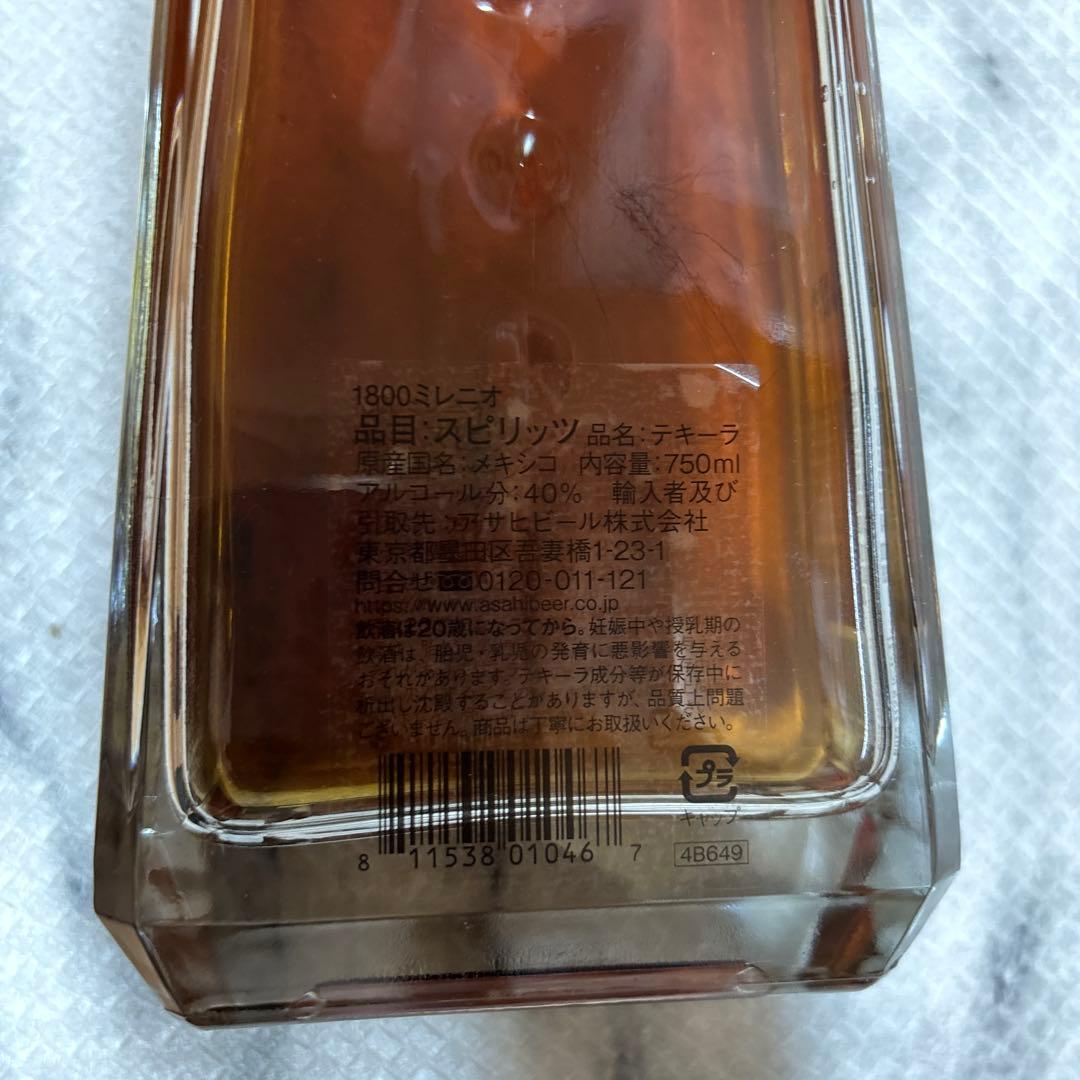 1800ミレニオ
品目:スピリッツ 品名:テキーラ
原産国名:メキシコ 内容量:750ml
アルコール分:40% 輸入者及び
引取先:アサヒビール株式会社
東京都墨田区吾妻橋1-23-1
問合せ 0120-011-121
https://www.asahibeer.co.jp
飲酒は20歳になってから。妊娠中や授乳期の
飲酒は、胎児・乳児の発育に悪影響を与える
おそれがあります。テキーラ成分等が保存中に
析出し沈殿することがありますが、品質上問題
ございません。商品は丁寧にお取扱いください。
プラ
キャップ
8 11538 01046 7
4B649